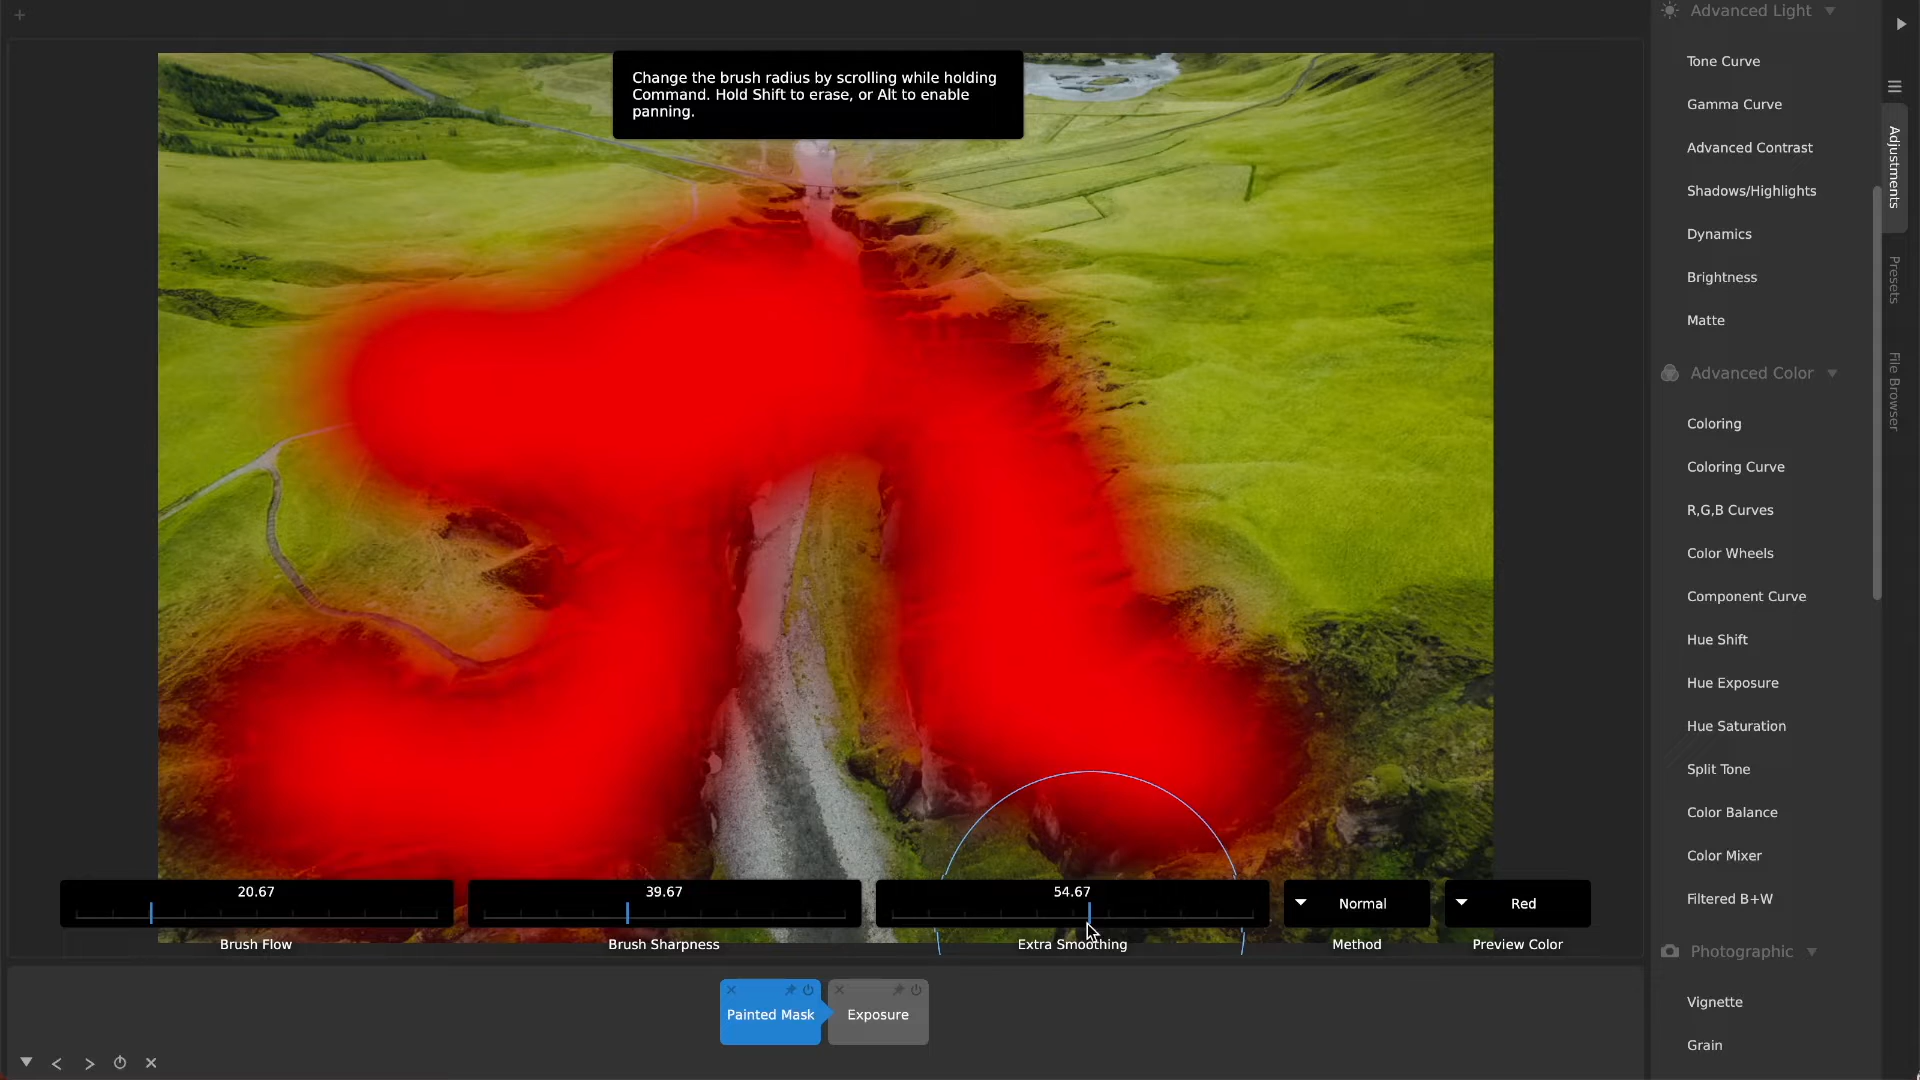 +
Change the brush radius by scrolling while holding
Command. Hold Shift to erase, or Alt to enable
panning.
20.67
Brush Flow
39.67
Brush Sharpness
54.67
Extra Smoothing
Normal
Method
Red
Preview Color
Painted Mask
Exposure
Advanced Light
Tone Curve
Gamma Curve
Advanced Contrast
Shadows/Highlights
Dynamics
Brightness
Matte
Advanced Color
Coloring
Coloring Curve
R,G,B Curves
Color Wheels
Component Curve
Hue Shift
Hue Exposure
Hue Saturation
Split Tone
Color Balance
Color Mixer
Filtered B+W
Photographic
Vignette
Grain
Adjustments
Presets
File Browser